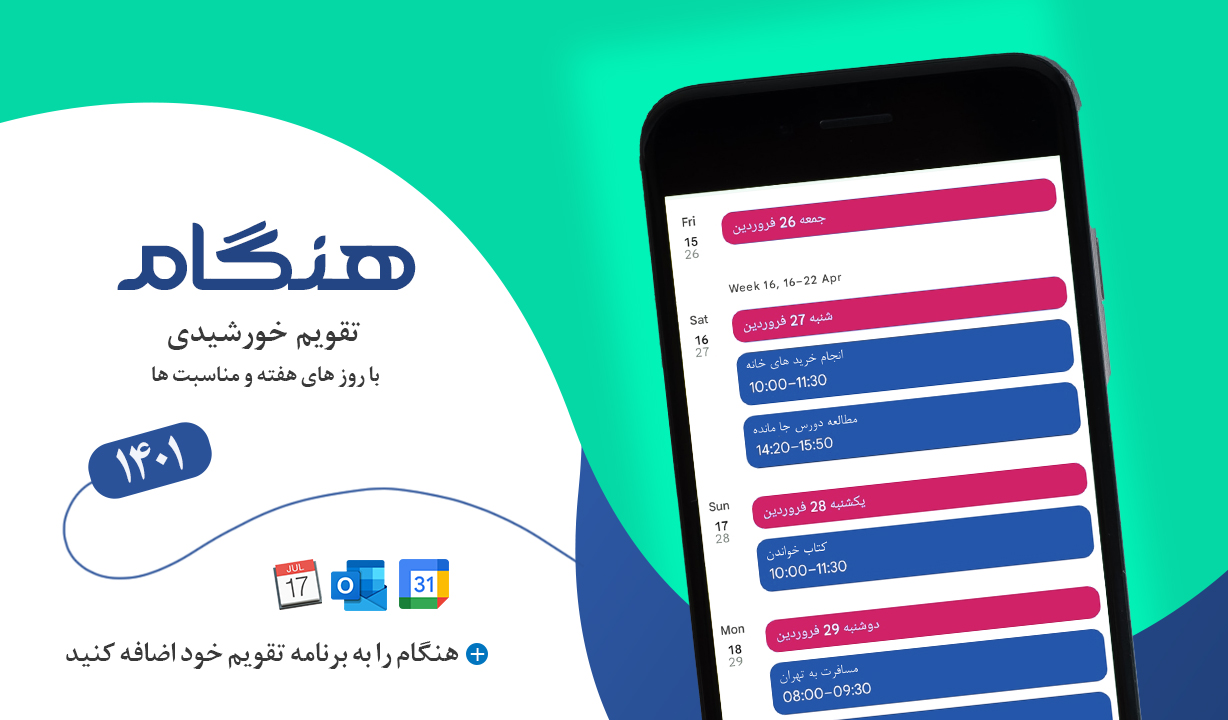 هنگام
تقویم خورشیدی
با روز های هفته و مناسبت ها
۱۴۰۱
JUL
17
O
31
هنگام را به برنامه تقویم خود اضافه کنید
Fri
15
26
جمعه 26 فروردین
Week 16, 16–22 Apr
Sat
16
27
شنبه 27 فروردین
انجام خرید های خانه
10:00–11:30
مطالعه دورس جا مانده
14:20–15:50
Sun
17
28
یکشنبه 28 فروردین
کتاب خواندن
10:00–11:30
Mon
18
29
دوشنبه 29 فروردین
مسافرت به تهران
08:00–09:30